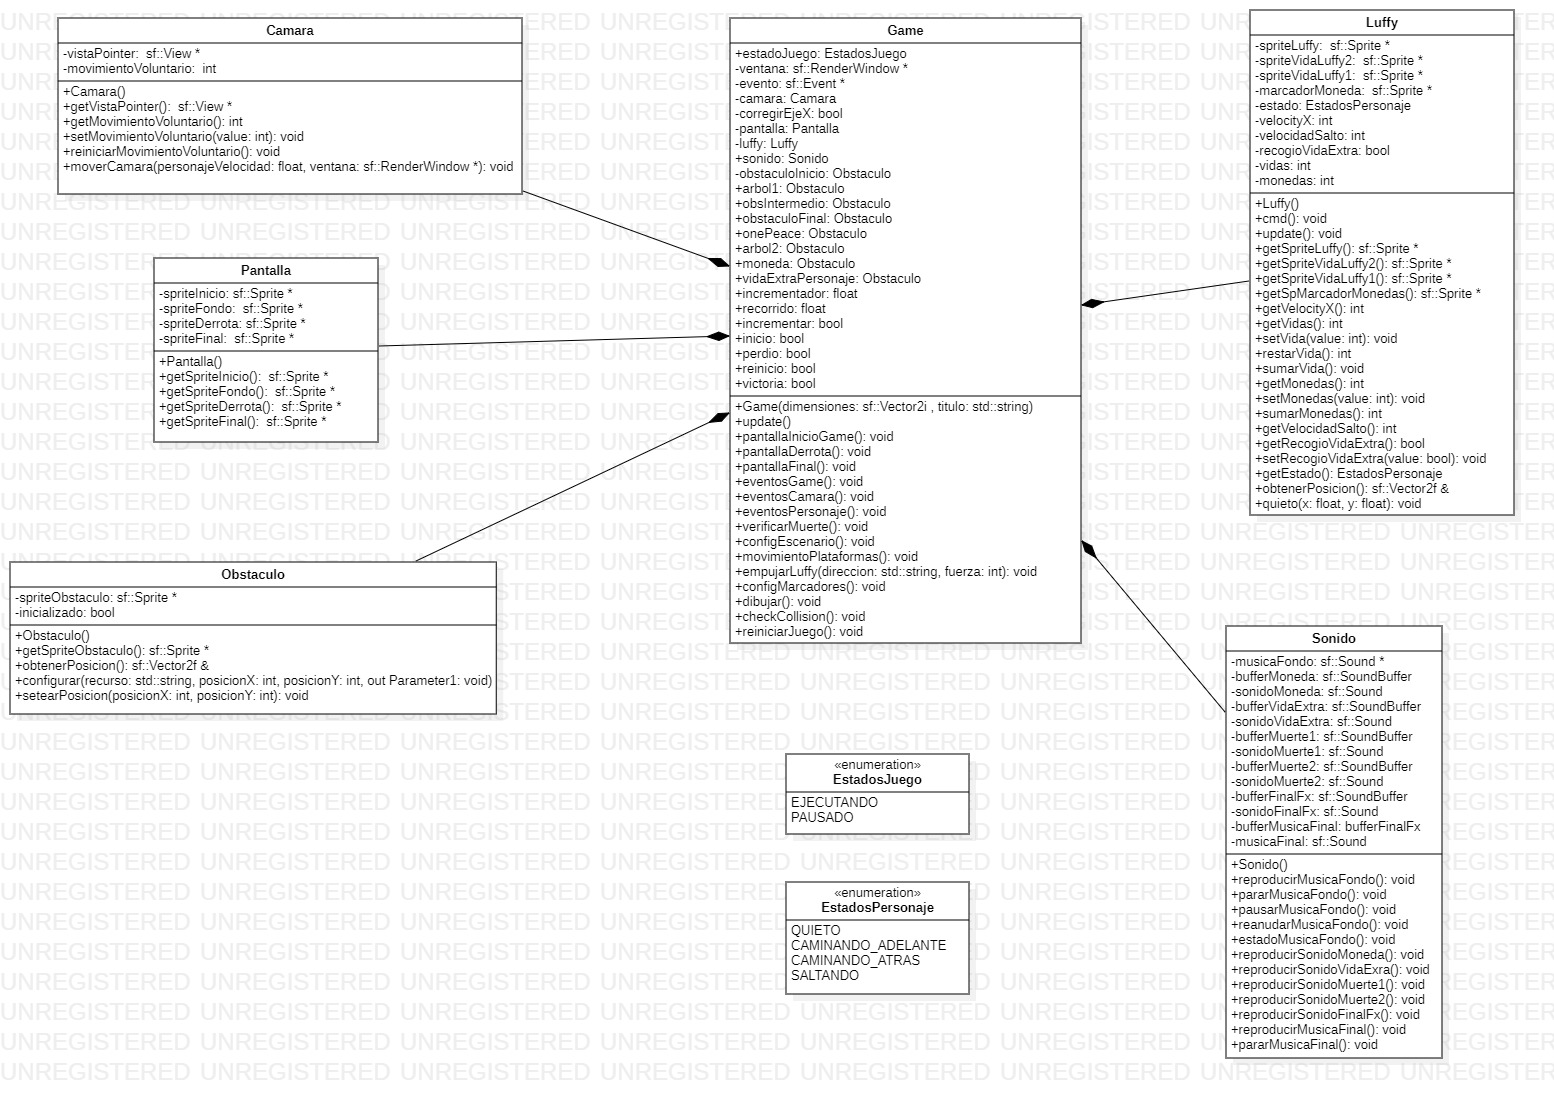 Camara
-vistaPointer:  sf::View *
-movimientoVoluntario:  int
+Camara()
+getVistaPointer():  sf::View *
+getMovimientoVoluntario(): int
+setMovimientoVoluntario(value: int): void
+reiniciarMovimientoVoluntario(): void
+moverCamara(personajeVelocidad: float, ventana: sf::RenderWindow *): void
Pantalla
-spriteInicio: sf::Sprite *
-spriteFondo:  sf::Sprite *
-spriteDerrota: sf::Sprite *
-spriteFinal:  sf::Sprite *
+Pantalla()
+getSpriteInicio():  sf::Sprite *
+getSpriteFondo():  sf::Sprite *
+getSpriteDerrota():  sf::Sprite *
+getSpriteFinal():  sf::Sprite *
Obstaculo
-spriteObstaculo: sf::Sprite *
-inicializado: bool
+Obstaculo()
+getSpriteObstaculo(): sf::Sprite *
+obtenerPosicion(): sf::Vector2f &
+configurar(recurso: std::string, posicionX: int, posicionY: int, out Parameter1: void)
+setearPosicion(posicionX: int, posicionY: int): void
Game
+estadoJuego: EstadosJuego
-ventana: sf::RenderWindow *
-evento: sf::Event *
-camara: Camara
-corregirEjeX: bool
-pantalla: Pantalla
-luffy: Luffy
+sonido: Sonido
-obstaculoInicio: Obstaculo
+arbol1: Obstaculo
+obsIntermedio: Obstaculo
+obstaculoFinal: Obstaculo
+onePeace: Obstaculo
+arbol2: Obstaculo
+moneda: Obstaculo
+vidaExtraPersonaje: Obstaculo
+incrementador: float
+recorrido: float
+incrementar: bool
+inicio: bool
+perdio: bool
+reinicio: bool
+victoria: bool
+Game(dimensiones: sf::Vector2i , titulo: std::string)
+update()
+pantallaInicioGame(): void
+pantallaDerrota(): void
+pantallaFinal(): void
+eventosGame(): void
+eventosCamara(): void
+eventosPersonaje(): void
+verificarMuerte(): void
+configEscenario(): void
+movimientoPlataformas(): void
+empujarLuffy(direccion: std::string, fuerza: int): void
+configMarcadores(): void
+dibujar(): void
+checkCollision(): void
+reiniciarJuego(): void
«enumeration»
EstadosJuego
EJECUTANDO
PAUSADO
«enumeration»
EstadosPersonaje
QUIETO
CAMINANDO_ADELANTE
CAMINANDO_ATRAS
SALTANDO
Luffy
-spriteLuffy:  sf::Sprite *
-spriteVidaLuffy2:  sf::Sprite *
-spriteVidaLuffy1:  sf::Sprite *
-marcadorMoneda:  sf::Sprite *
-estado: EstadosPersonaje
-velocityX: int
-velocidadSalto: int
-recogioVidaExtra: bool
-vidas: int
-monedas: int
+Luffy()
+cmd(): void
+update(): void
+getSpriteLuffy(): sf::Sprite *
+getSpriteVidaLuffy2(): sf::Sprite *
+getSpriteVidaLuffy1(): sf::Sprite *
+getSpMarcadorMonedas(): sf::Sprite *
+getVelocityX(): int
+getVidas(): int
+setVida(value: int): void
+restarVida(): int
+sumarVida(): void
+getMonedas(): int
+setMonedas(value: int): void
+sumarMonedas(): int
+getVelocidadSalto(): int
+getRecogioVidaExtra(): bool
+setRecogioVidaExtra(value: bool): void
+getEstado(): EstadosPersonaje
+obtenerPosicion(): sf::Vector2f &
+quieto(x: float, y: float): void
Sonido
-musicaFondo: sf::Sound *
-bufferMoneda: sf::SoundBuffer
-sonidoMoneda: sf::Sound
-bufferVidaExtra: sf::SoundBuffer
-sonidoVidaExtra: sf::Sound
-bufferMuerte1: sf::SoundBuffer
-sonidoMuerte1: sf::Sound
-bufferMuerte2: sf::SoundBuffer
-sonidoMuerte2: sf::Sound
-bufferFinalFx: sf::SoundBuffer
-sonidoFinalFx: sf::Sound
-bufferMusicaFinal: bufferFinalFx
-musicaFinal: sf::Sound
+Sonido()
+reproducirMusicaFondo(): void
+pararMusicaFondo(): void
+pausarMusicaFondo(): void
+reanudarMusicaFondo(): void
+estadoMusicaFondo(): void
+reproducirSonidoMoneda(): void
+reproducirSonidoVidaExra(): void
+reproducirSonidoMuerte1(): void
+reproducirSonidoMuerte2(): void
+reproducirSonidoFinalFx(): void
+reproducirMusicaFinal(): void
+pararMusicaFinal(): void
UNREGISTERED